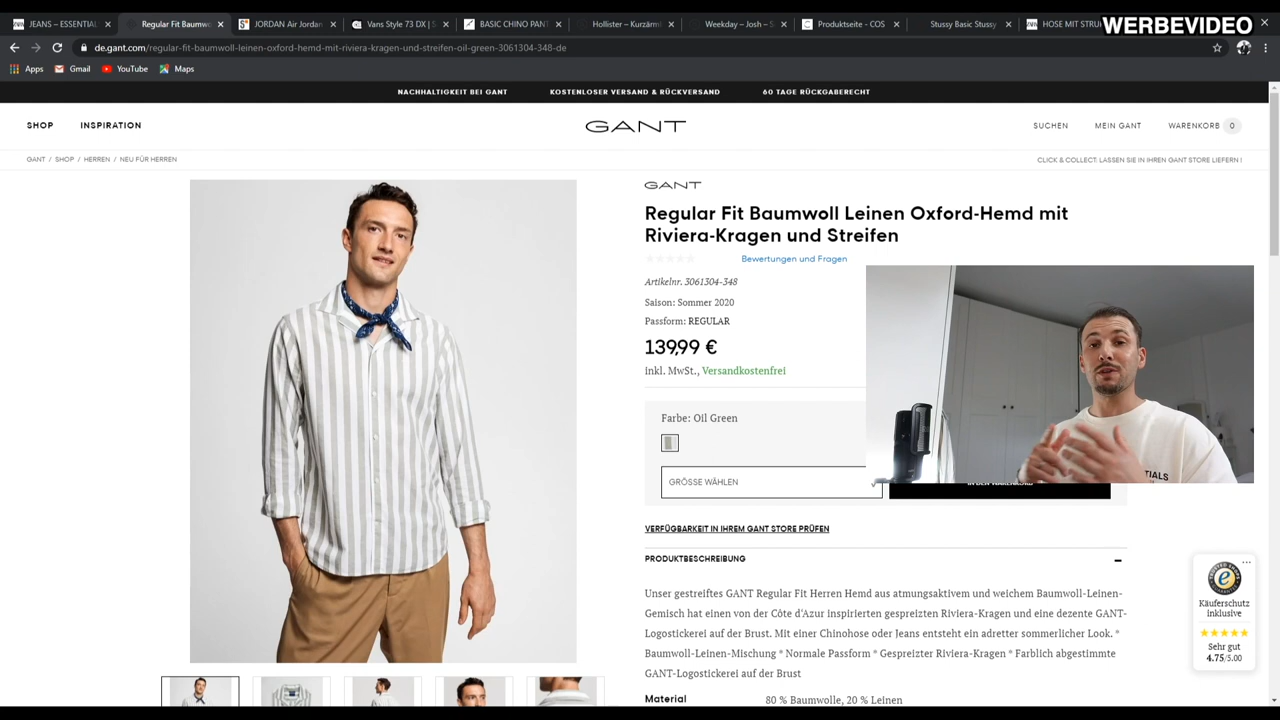 JEANS – ESSENTIAL
Regular Fit Baumwo
JORDAN Air Jordan
Vans Style 73 DX | S
BASIC CHINO PANT
Hollister – Kurzärm
Weekday – Josh – S
Produktseite - COS
Stussy Basic Stussy
HOSE MIT STRU
WERBEVIDEO
de.gant.com/regular-fit-baumwoll-leinen-oxford-hemd-mit-riviera-kragen-und-streifen-oil-green-3061304-348-de
Apps
Gmail
YouTube
Maps
NACHHALTIGKEIT BEI GANT
KOSTENLOSER VERSAND & RÜCKVERSAND
60 TAGE RÜCKGABERECHT
SHOP
INSPIRATION
GANT
SUCHEN
MEIN GANT
WARENKORB 0
GANT / SHOP / HERREN / NEU FÜR HERREN
CLICK & COLLECT: LASSEN SIE IN IHREN GANT STORE LIEFERN !
GANT
Regular Fit Baumwoll Leinen Oxford-Hemd mit
Riviera-Kragen und Streifen
Bewertungen und Fragen
Artikelnr. 3061304-348
Saison: Sommer 2020
Passform: REGULAR
139,99 €
inkl. MwSt., Versandkostenfrei
Farbe: Oil Green
GRÖSSE WÄHLEN
TIALS
VERFÜGBARKEIT IN IHREM GANT STORE PRÜFEN
PRODUKTBESCHREIBUNG
Unser gestreiftes GANT Regular Fit Herren Hemd aus atmungsaktivem und weichem Baumwoll-Leinen-
Gemisch hat einen von der Côte d'Azur inspirierten gespreizten Riviera-Kragen und eine dezente GANT-
Logostickerei auf der Brust. Mit einer Chinohose oder Jeans entsteht ein adretter sommerlicher Look. *
Baumwoll-Leinen-Mischung * Normale Passform * Gespreizter Riviera-Kragen * Farblich abgestimmte
GANT-Logostickerei auf der Brust
Material 80 % Baumwolle, 20 % Leinen
Käuferschutz
inklusive
Sehr gut
4.75/5.00